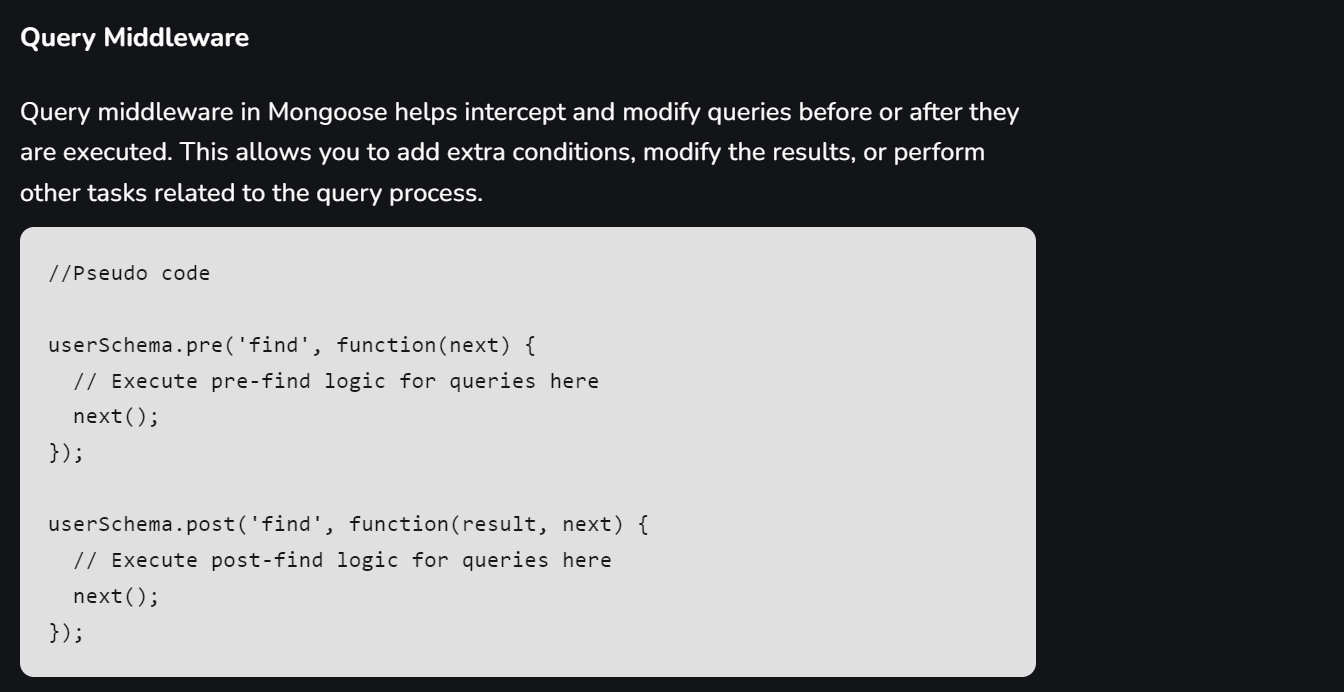 Query Middleware
Query middleware in Mongoose helps intercept and modify queries before or after they
are executed. This allows you to add extra conditions, modify the results, or perform
other tasks related to the query process.
//Pseudo code
userSchema.pre('find', function(next) {
  // Execute pre-find logic for queries here
  next();
});
userSchema.post('find', function(result, next) {
  // Execute post-find logic for queries here
  next();
});